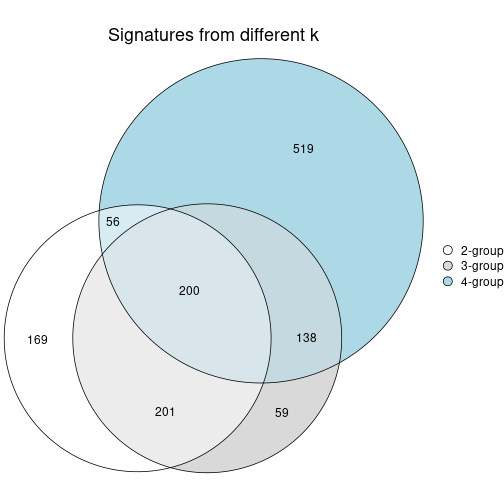 Signatures from different k
519
56
200
169
138
201
59
2-group
3-group
4-group